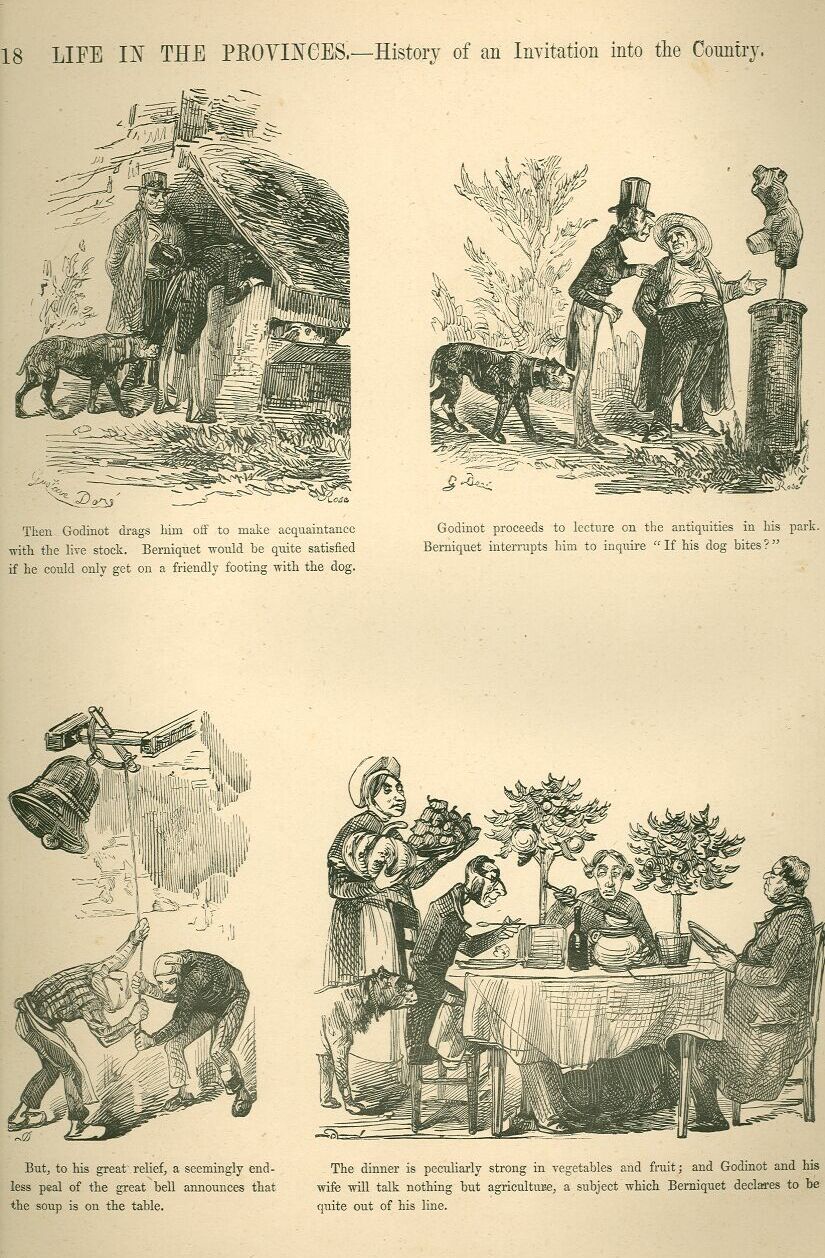 18 LIFE IN THE PROVINCES.—History of an Invitation into the Country.
Gustave Doré
Rose
Then Godinot drags him off to make acquaintance
with the live stock. Berniquet would be quite satisfied
if he could only get on a friendly footing with the dog.
G Doré
Rose
Godinot proceeds to lecture on the antiquities in his park.
Berniquet interrupts him to inquire "If his dog bites?"
But, to his great relief, a seemingly end-
less peal of the great bell announces that
the soup is on the table.
The dinner is peculiarly strong in vegetables and fruit; and Godinot and his
wife will talk nothing but agriculture, a subject which Berniquet declares to be
quite out of his line.